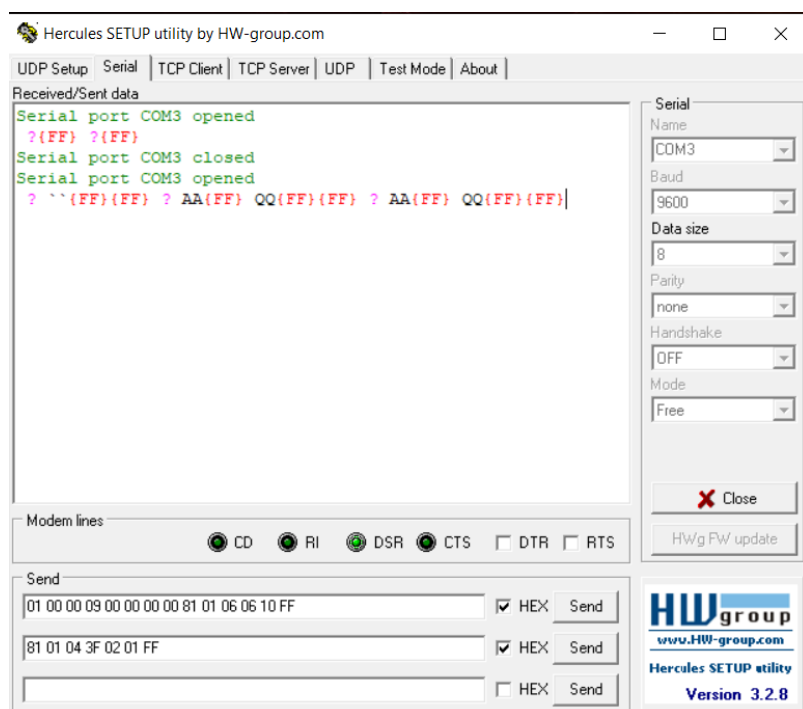 Hercules SETUP utility by HW-group.com
UDP Setup Serial TCP Client TCP Server UDP Test Mode About
Received/Sent data
Serial port COM3 opened
?{FF} ?{FF}
Serial port COM3 closed
Serial port COM3 opened
? ``{FF}{FF} ? AA{FF} QQ{FF}{FF} ? AA{FF} QQ{FF}{FF}
Serial
Name
COM3
Baud
9600
Data size
8
Parity
none
Handshake
OFF
Mode
Free
Close
HWg FW update
Modem lines
CD RI DSR CTS DTR RTS
Send
01 00 00 09 00 00 00 00 81 01 06 06 10 FF HEX Send
81 01 04 3F 02 01 FF HEX Send
HEX Send
HWgroup
www.HW-group.com
Hercules SETUP utility
Version 3.2.8